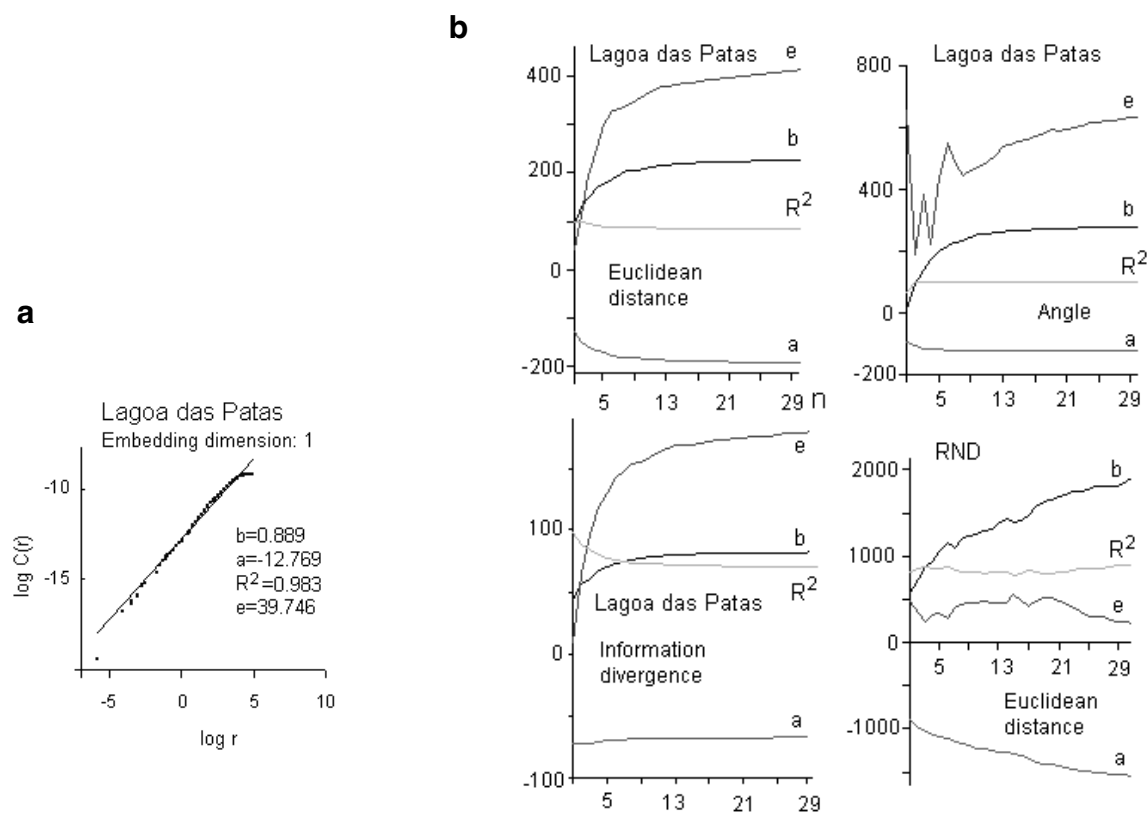 a
Lagoa das Patas
Embedding dimension: 1
-10
-15
log C(r)
b=0.889
a=-12.769
R²=0.983
e=39.746
-5
0
5
10
log r
b
Lagoa das Patas
e
400
b
200
R²
0
Euclidean
distance
a
-200
5
13
21
29
n
Lagoa das Patas
800
e
400
b
R²
0
Angle
a
-200
5
13
21
29
e
100
b
R²
Lagoa das Patas
0
Information
divergence
a
-100
5
13
21
29
RND
2000
b
R²
1000
e
0
5
13
21
29
Euclidean
distance
-1000
a